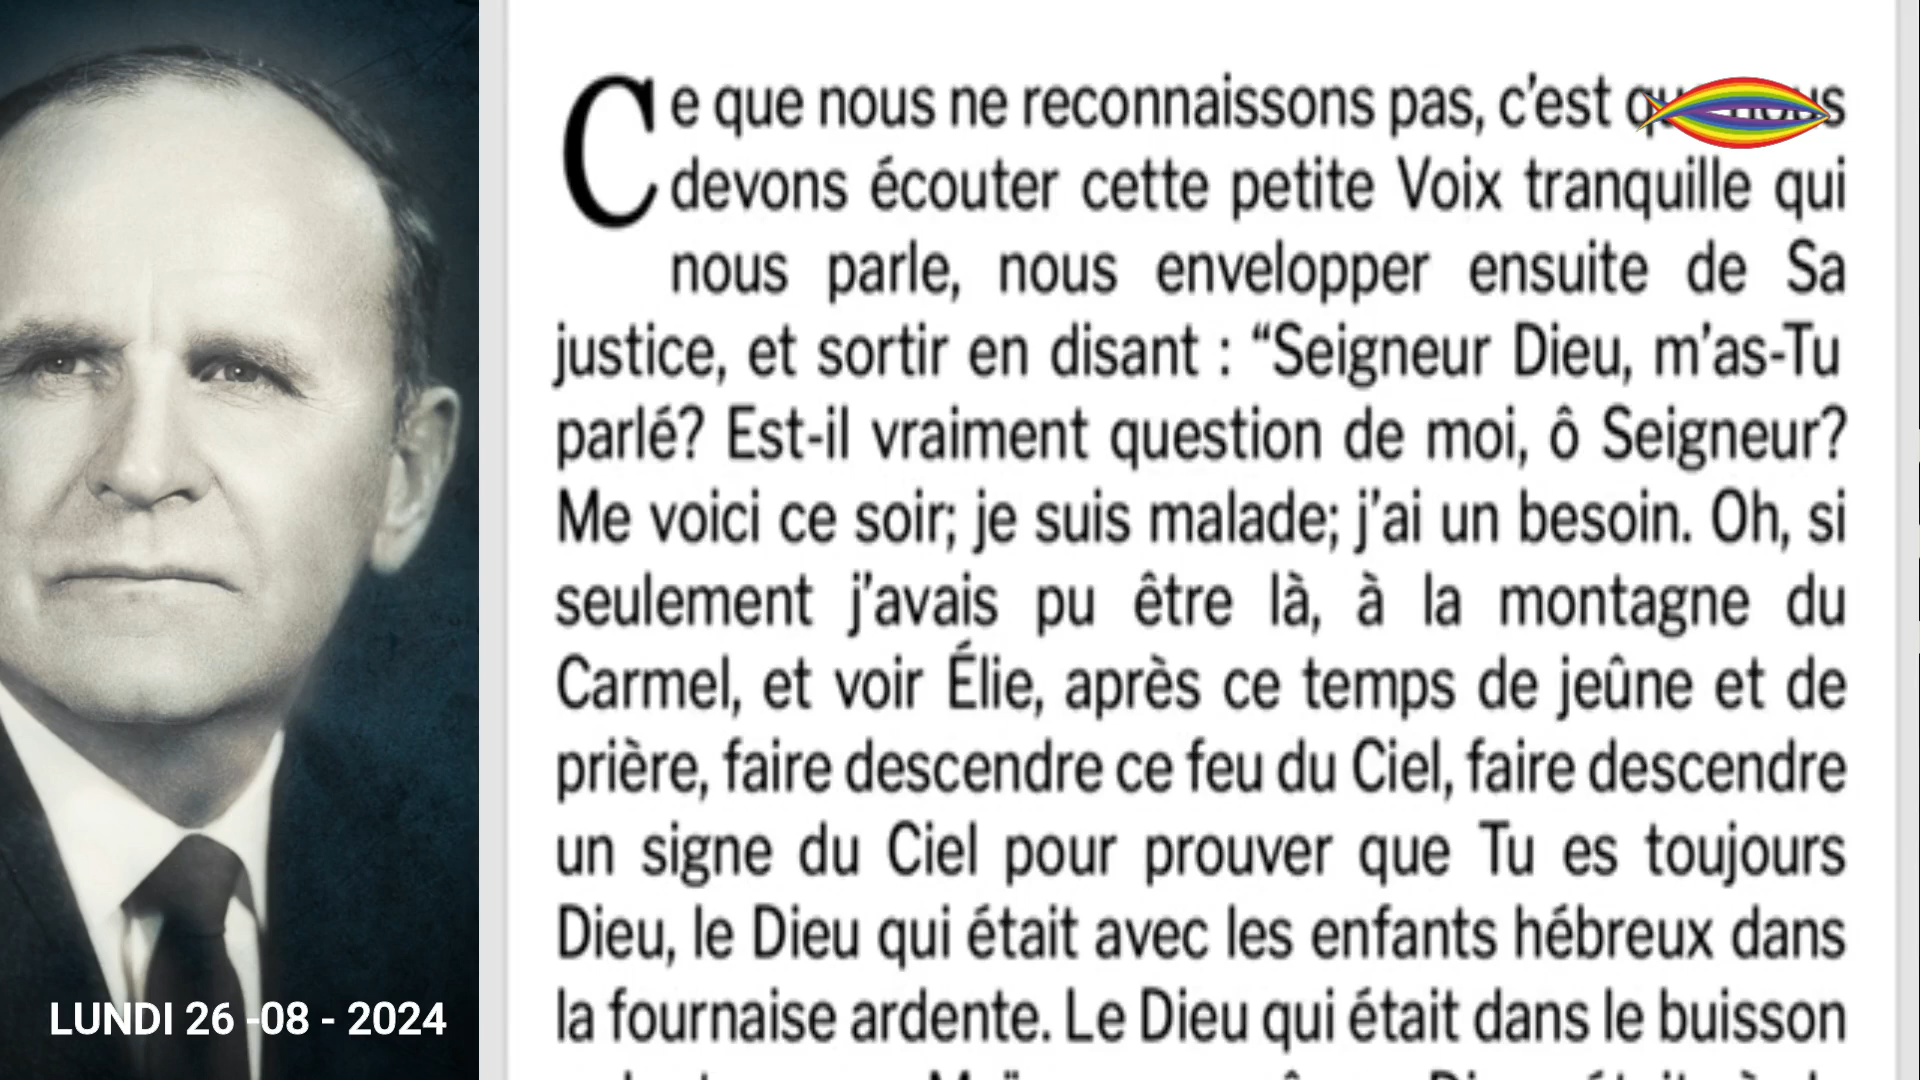 Ce que nous ne reconnaissons pas, c’est que nous
devons écouter cette petite Voix tranquille qui
nous parle, nous envelopper ensuite de Sa
justice, et sortir en disant : “Seigneur Dieu, m’as-Tu
parlé? Est-il vraiment question de moi, ô Seigneur?
Me voici ce soir; je suis malade; j’ai un besoin. Oh, si
seulement j’avais pu être là, à la montagne du
Carmel, et voir Élie, après ce temps de jeûne et de
prière, faire descendre ce feu du Ciel, faire descendre
un signe du Ciel pour prouver que Tu es toujours
Dieu, le Dieu qui était avec les enfants hébreux dans
la fournaise ardente. Le Dieu qui était dans le buisson
LUNDI 26 -08 - 2024